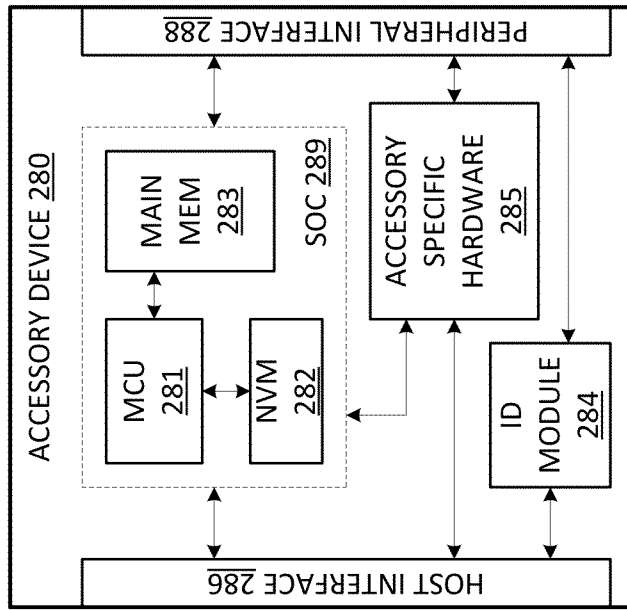 ACCESSORY DEVICE 280
HOST INTERFACE 286
MCU
281
NVM
282
MAIN
MEM
283
SOC 289
ID
MODULE
284
ACCESSORY
SPECIFIC
HARDWARE
285
PERIPHERAL INTERFACE 288